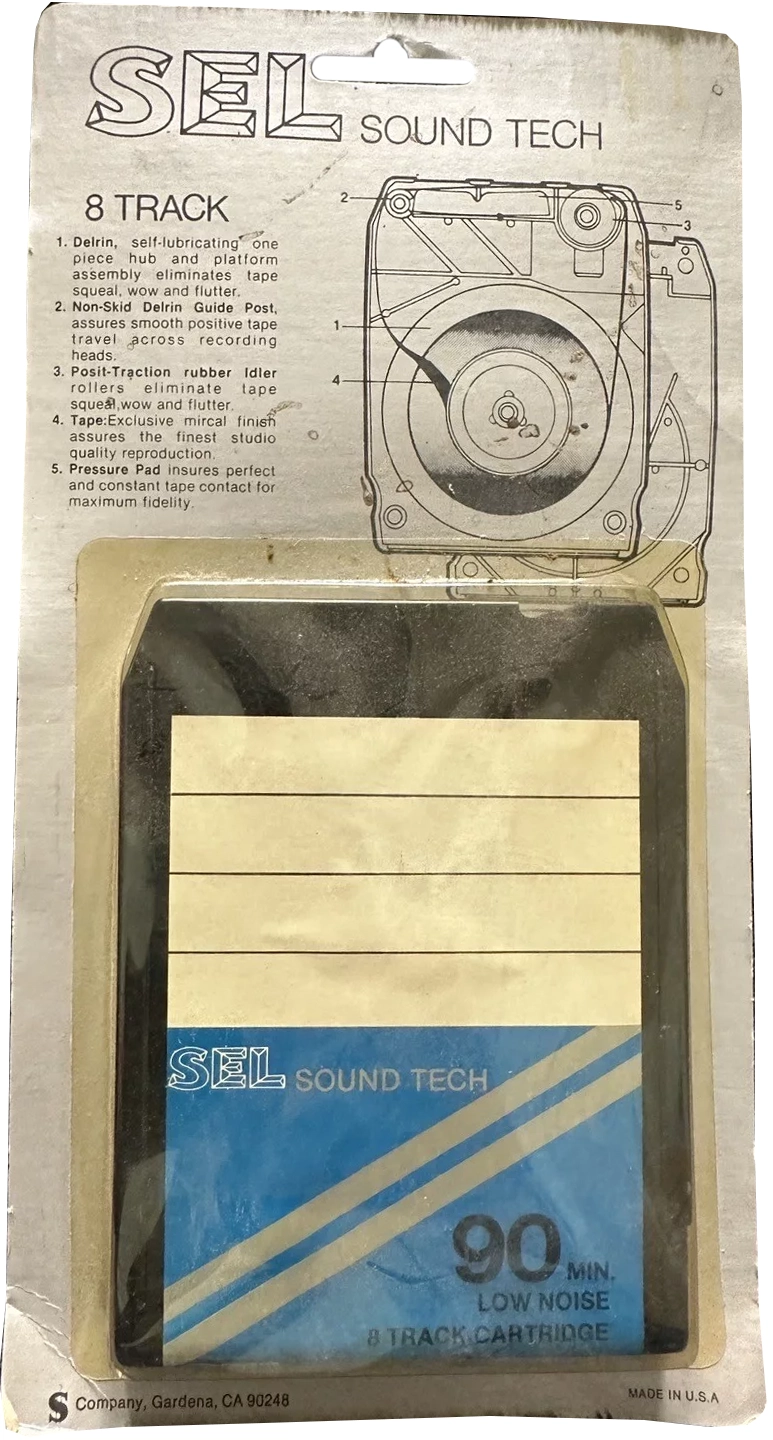 SEL SOUND TECH
8 TRACK
1. Delrin, self-lubricating one
piece hub and platform
assembly eliminates tape
squeal, wow and flutter.
2. Non-Skid Delrin Guide Post,
assures smooth positive tape
travel across recording
heads.
3. Posit-Traction rubber Idler
rollers eliminate tape
squeal,wow and flutter.
4. Tape:Exclusive mircal finish
assures the finest studio
quality reproduction.
5. Pressure Pad insures perfect
and constant tape contact for
maximum fidelity.
2
5
3
1
4
SEL SOUND TECH
90 MIN.
LOW NOISE
8 TRACK CARTRIDGE
S Company, Gardena, CA 90248
MADE IN U.S.A